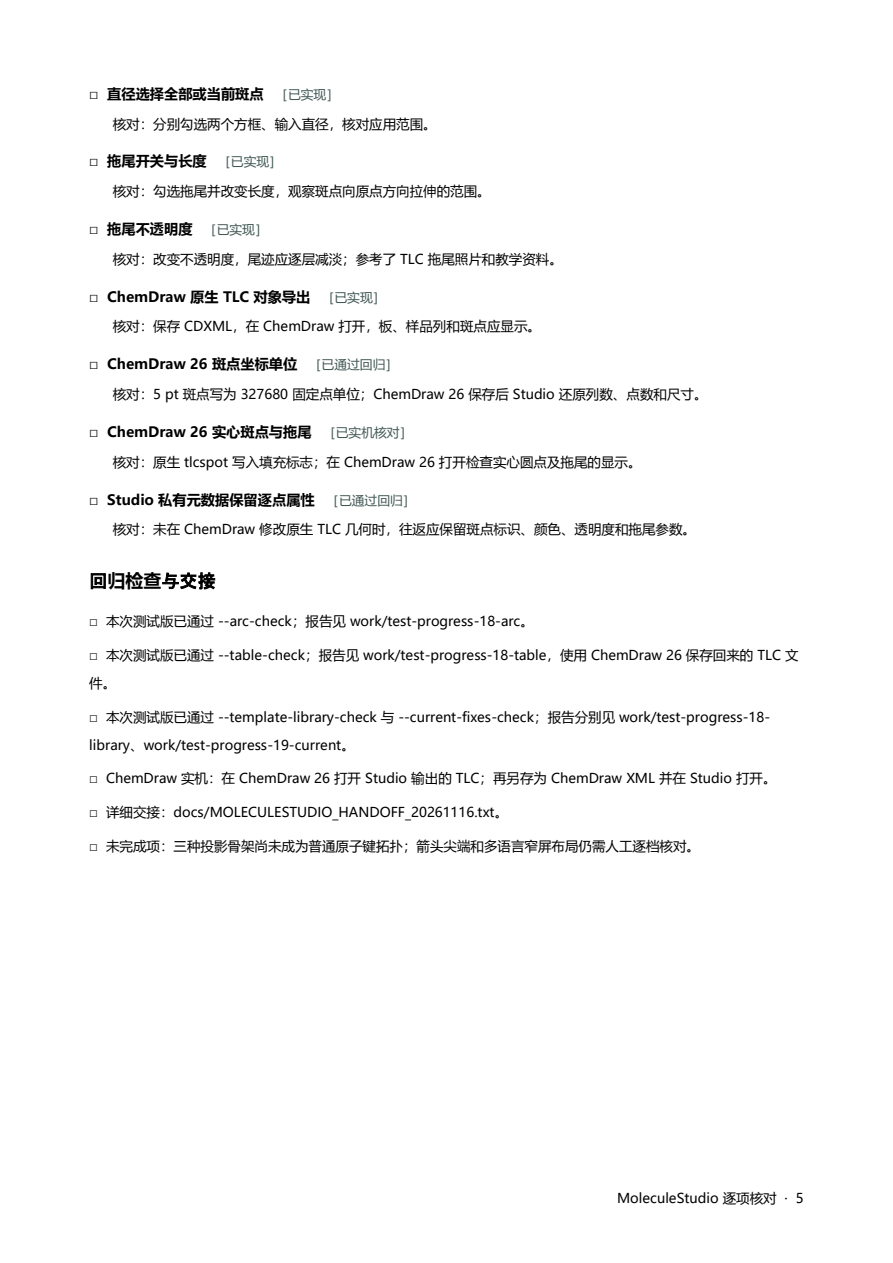 □ 直径选择全部或当前斑点 [已实现]
核对：分别勾选两个方框、输入直径，核对应用范围。
□ 拖尾开关与长度 [已实现]
核对：勾选拖尾并改变长度，观察斑点向原点方向拉伸的范围。
□ 拖尾不透明度 [已实现]
核对：改变不透明度，尾迹应逐层减淡；参考了 TLC 拖尾照片和教学资料。
□ ChemDraw 原生 TLC 对象导出 [已实现]
核对：保存 CDXML，在 ChemDraw 打开，板、样品列和斑点应显示。
□ ChemDraw 26 斑点坐标单位 [已通过回归]
核对：5 pt 斑点写为 327680 固定点单位；ChemDraw 26 保存后 Studio 还原列数、点数和尺寸。
□ ChemDraw 26 实心斑点与拖尾 [已实机核对]
核对：原生 tlcspot 写入填充标志；在 ChemDraw 26 打开检查实心圆点及拖尾的显示。
□ Studio 私有元数据保留逐点属性 [已通过回归]
核对：未在 ChemDraw 修改原生 TLC 几何时，往返应保留斑点标识、颜色、透明度和拖尾参数。
回归检查与交接
□ 本次测试版已通过 --arc-check；报告见 work/test-progress-18-arc。
□ 本次测试版已通过 --table-check；报告见 work/test-progress-18-table，使用 ChemDraw 26 保存回来的 TLC 文
件。
□ 本次测试版已通过 --template-library-check 与 --current-fixes-check；报告分别见 work/test-progress-18-
library、work/test-progress-19-current。
□ ChemDraw 实机：在 ChemDraw 26 打开 Studio 输出的 TLC；再另存为 ChemDraw XML 并在 Studio 打开。
□ 详细交接：docs/MOLECULESTUDIO_HANDOFF_20261116.txt。
□ 未完成项：三种投影骨架尚未成为普通原子键拓扑；箭头尖端和多语言窄屏布局仍需人工逐档核对。
MoleculeStudio 逐项核对 · 5